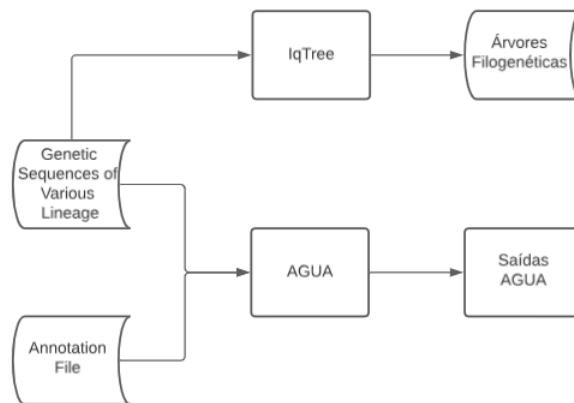 IqTree
Árvores
Filogenéticas
Genetic
Sequences of
Various
Lineage
AGUA
Saídas
AGUA
Annotation
File